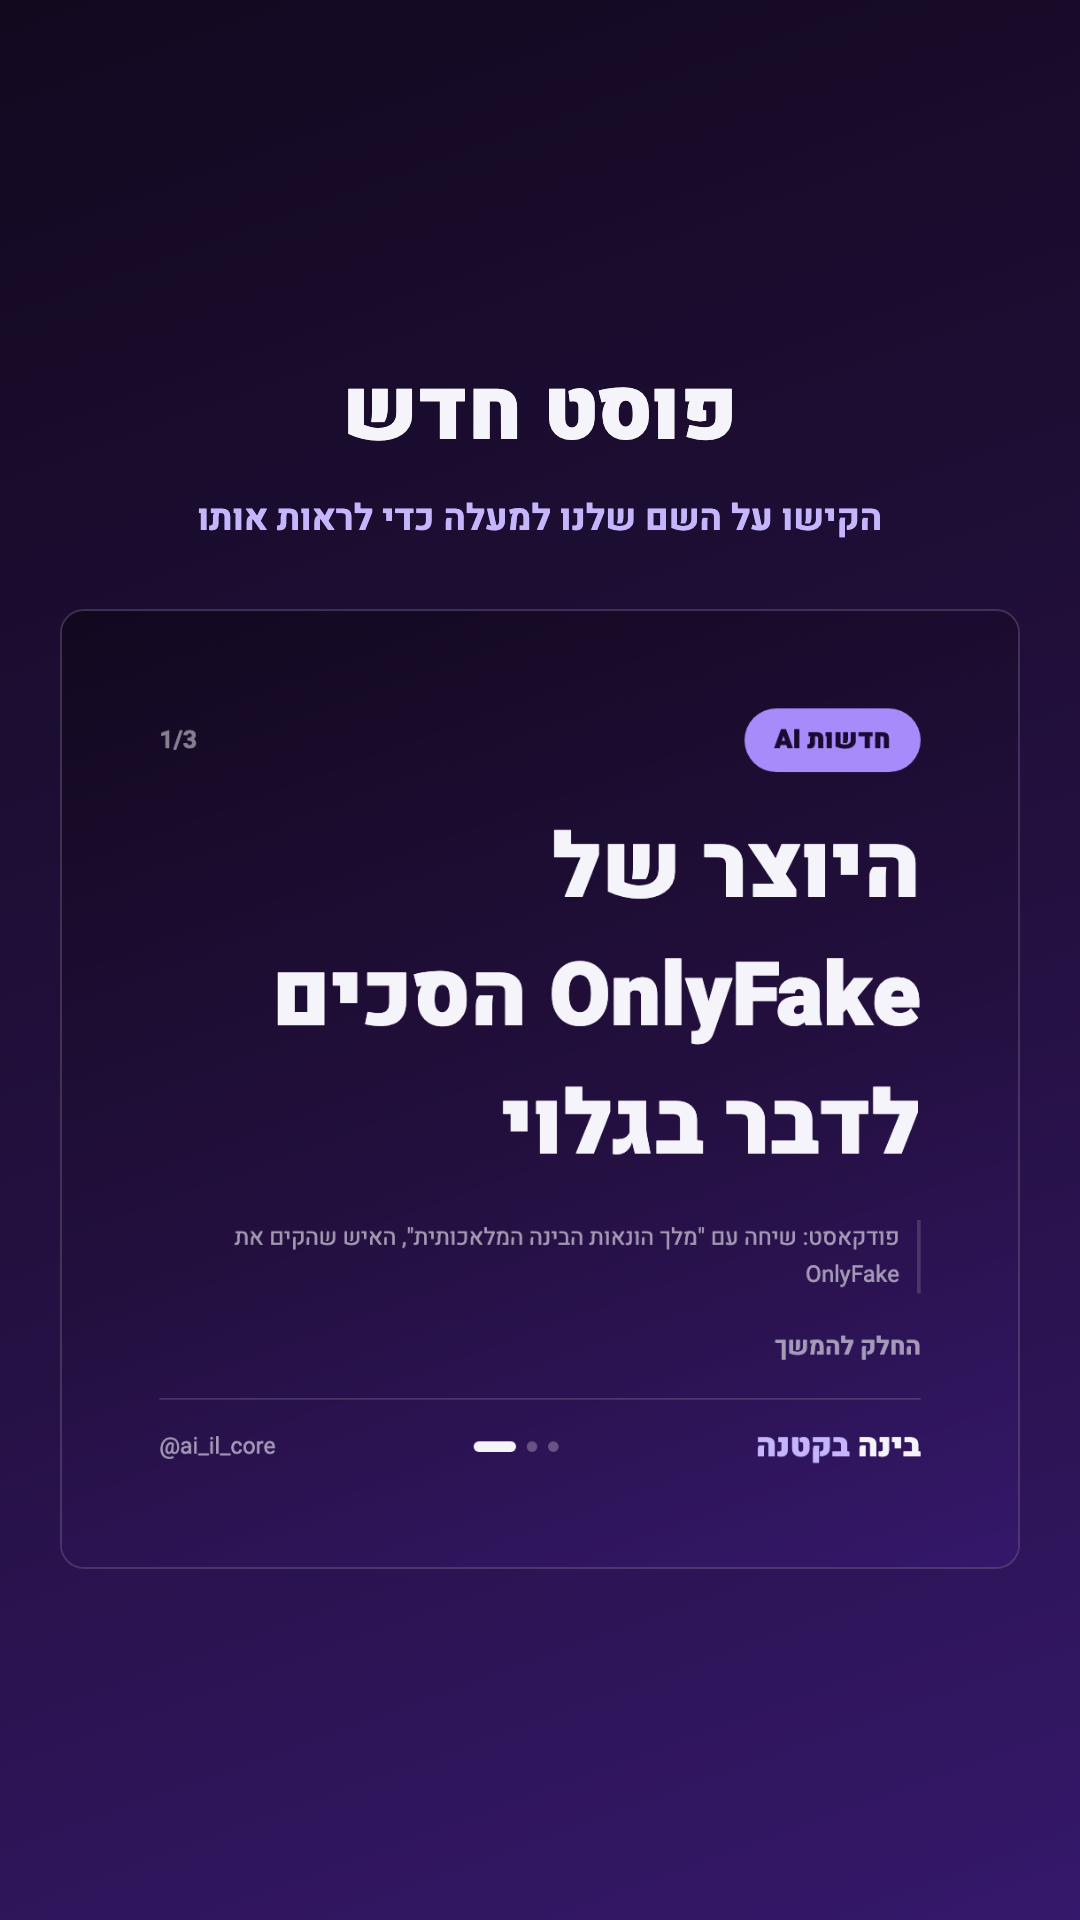 פוסט חדש
הקישו על השם שלנו למעלה כדי לראות אותו
חדשות AI
1/3
היוצר של
OnlyFake הסכים
לדבר בגלוי
פודקאסט: שיחה עם "מלך הונאות הבינה המלאכותית", האיש שהקים את
OnlyFake
החלק להמשך
בינה בקטנה
@ai_il_core